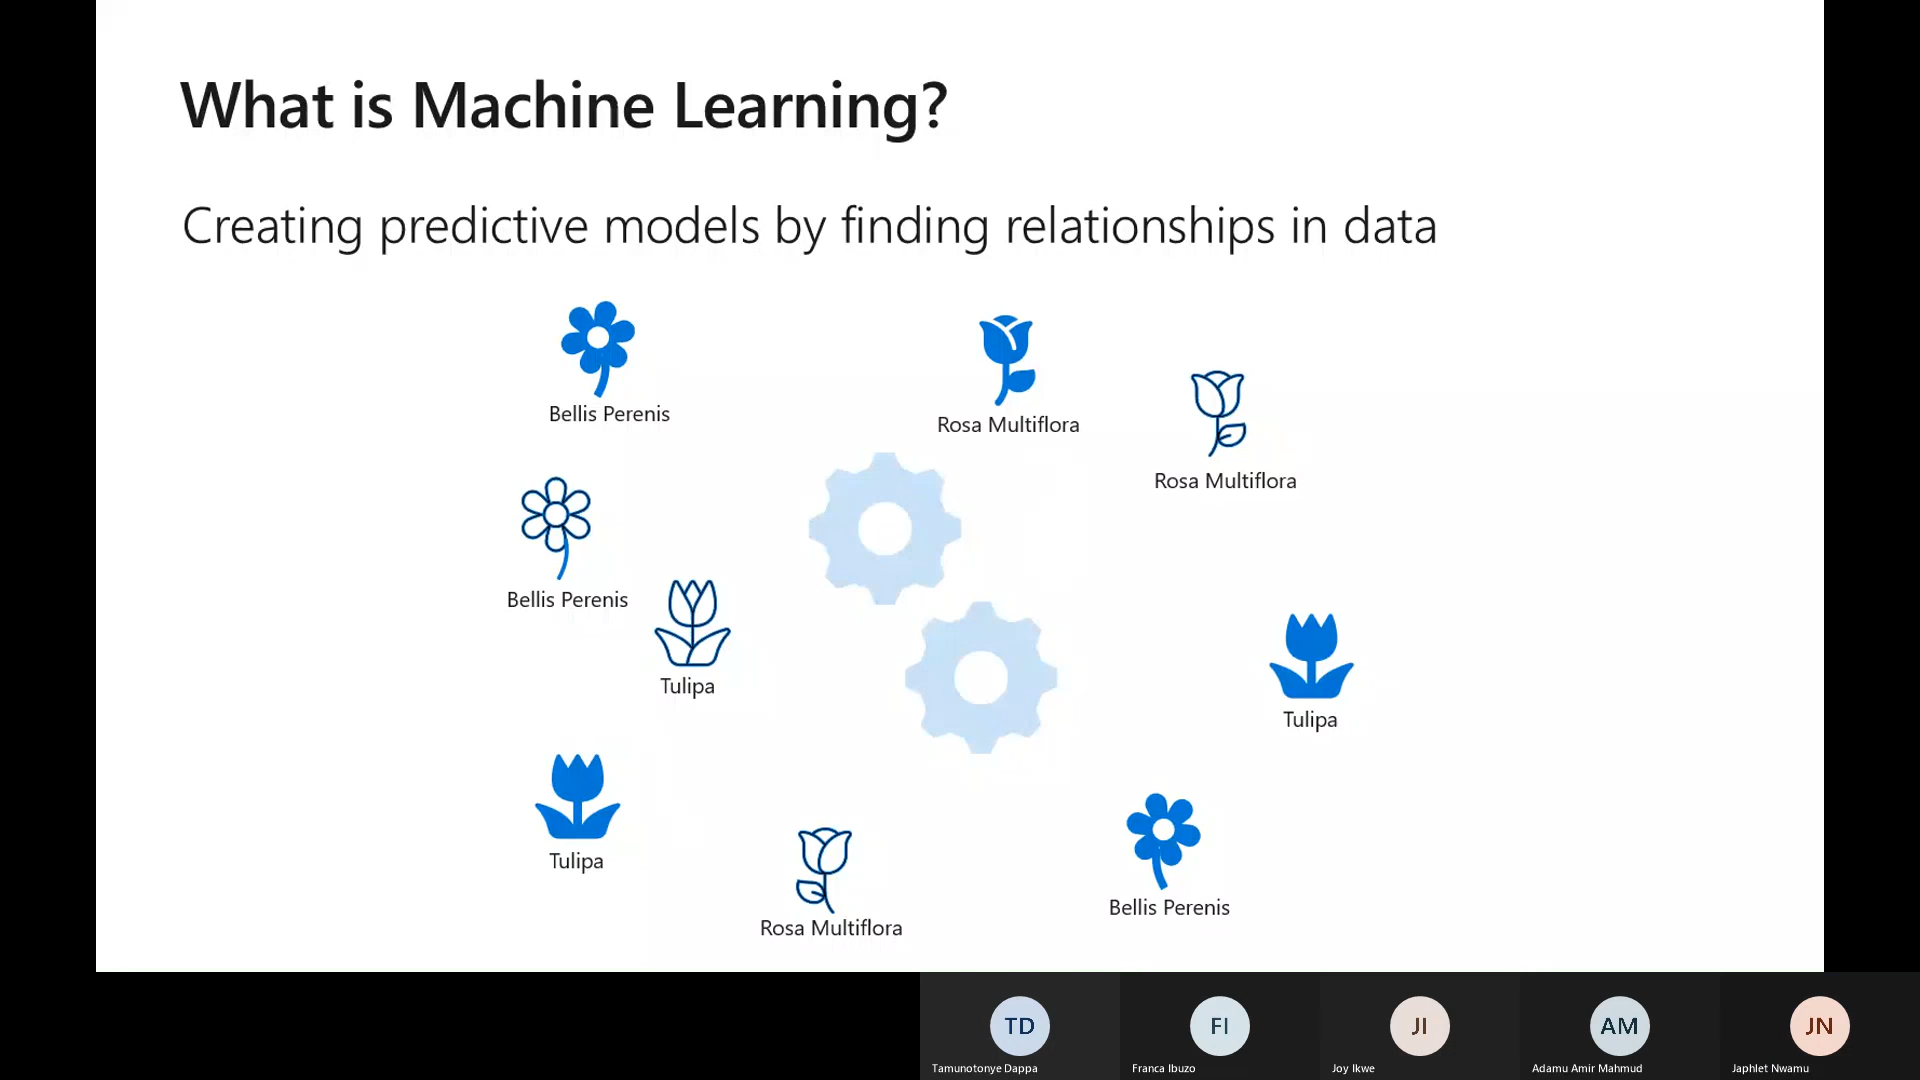 What is Machine Learning?
Creating predictive models by finding relationships in data
Bellis Perenis
Rosa Multiflora
Rosa Multiflora
Bellis Perenis
Tulipa
Tulipa
Tulipa
Rosa Multiflora
Bellis Perenis
TD
FI
JI
AM
JN
Tamunotonye Dappa
Franca Ibuzo
Joy Ikwe
Adamu Amir Mahmud
Japhlet Nwamu